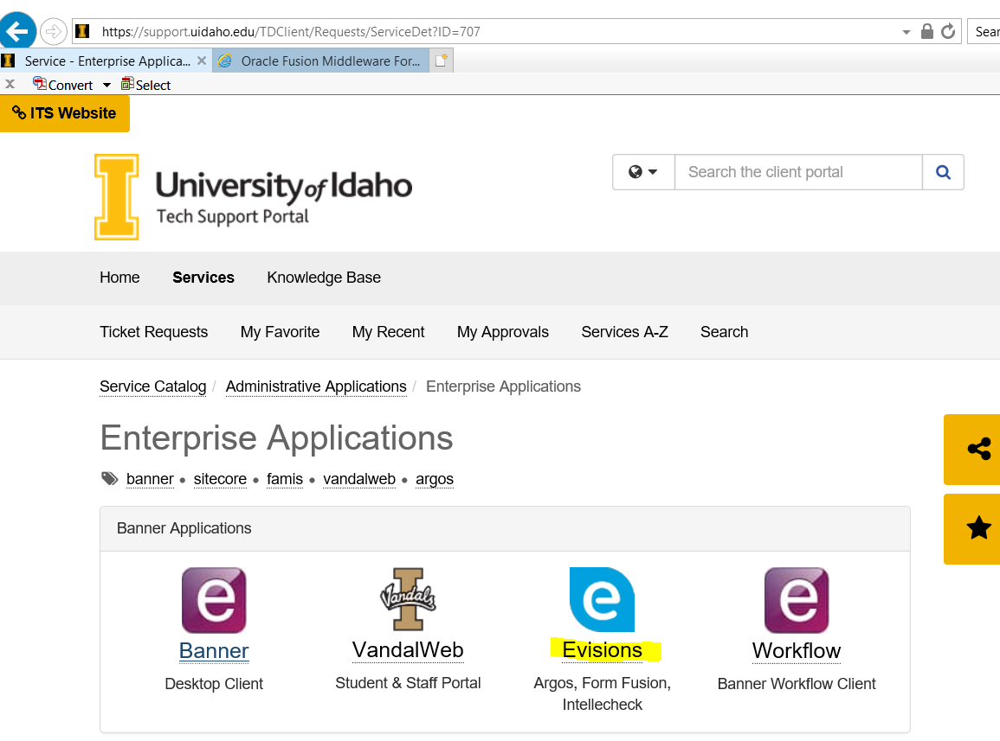 https://support.uidaho.edu/TDClient/Requests/ServiceDet?ID=707
Sear
Service - Enterprise Applica...
Oracle Fusion Middleware For...
Convert
Select
ITS Website
University of Idaho
Tech Support Portal
Search the client portal
Home Services Knowledge Base
Ticket Requests My Favorite My Recent My Approvals Services A-Z Search
Service Catalog / Administrative Applications / Enterprise Applications
Enterprise Applications
banner • sitecore • famis • vandalweb • argos
Banner Applications
Vandals
Banner VandalWeb Evisions Workflow
Desktop Client Student & Staff Portal Argos, Form Fusion, Banner Workflow Client
Intellecheck